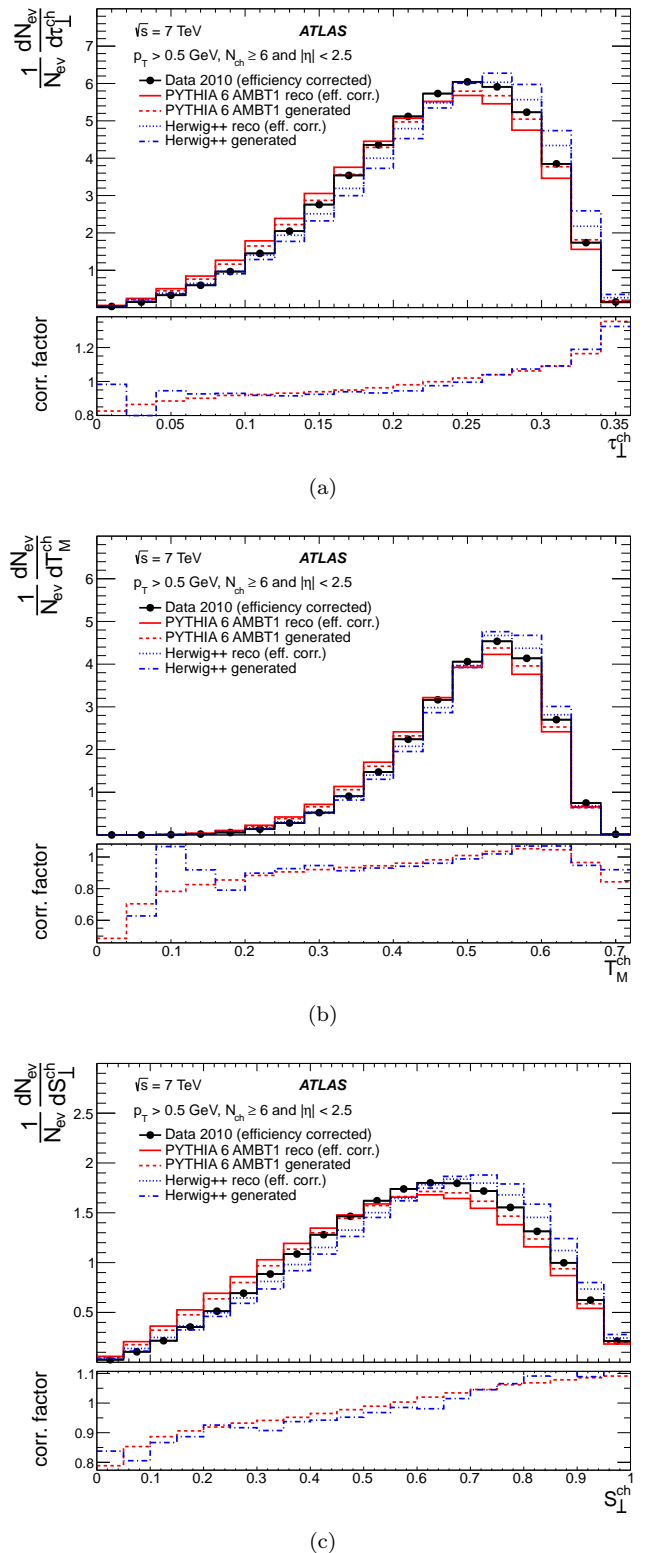 1/N_ev dN_ev/dτ_⊥^ch
√s = 7 TeV ATLAS
p_T > 0.5 GeV, N_ch ≥ 6 and |η| < 2.5
Data 2010 (efficiency corrected)
PYTHIA 6 AMBT1 reco (eff. corr.)
PYTHIA 6 AMBT1 generated
Herwig++ reco (eff. corr.)
Herwig++ generated
7
6
5
4
3
2
1
corr. factor
1.2
1
0.8
0 0.05 0.1 0.15 0.2 0.25 0.3 0.35
τ_⊥^ch
(a)
1/N_ev dN_ev/dT_M^ch
√s = 7 TeV ATLAS
p_T > 0.5 GeV, N_ch ≥ 6 and |η| < 2.5
Data 2010 (efficiency corrected)
PYTHIA 6 AMBT1 reco (eff. corr.)
PYTHIA 6 AMBT1 generated
Herwig++ reco (eff. corr.)
Herwig++ generated
6
5
4
3
2
1
corr. factor
1
0.8
0.6
0 0.1 0.2 0.3 0.4 0.5 0.6 0.7
T_M^ch
(b)
1/N_ev dN_ev/dS_⊥^ch
√s = 7 TeV ATLAS
p_T > 0.5 GeV, N_ch ≥ 6 and |η| < 2.5
Data 2010 (efficiency corrected)
PYTHIA 6 AMBT1 reco (eff. corr.)
PYTHIA 6 AMBT1 generated
Herwig++ reco (eff. corr.)
Herwig++ generated
2.5
2
1.5
1
0.5
corr. factor
1.1
1
0.9
0.8
0 0.1 0.2 0.3 0.4 0.5 0.6 0.7 0.8 0.9 1
S_⊥^ch
(c)